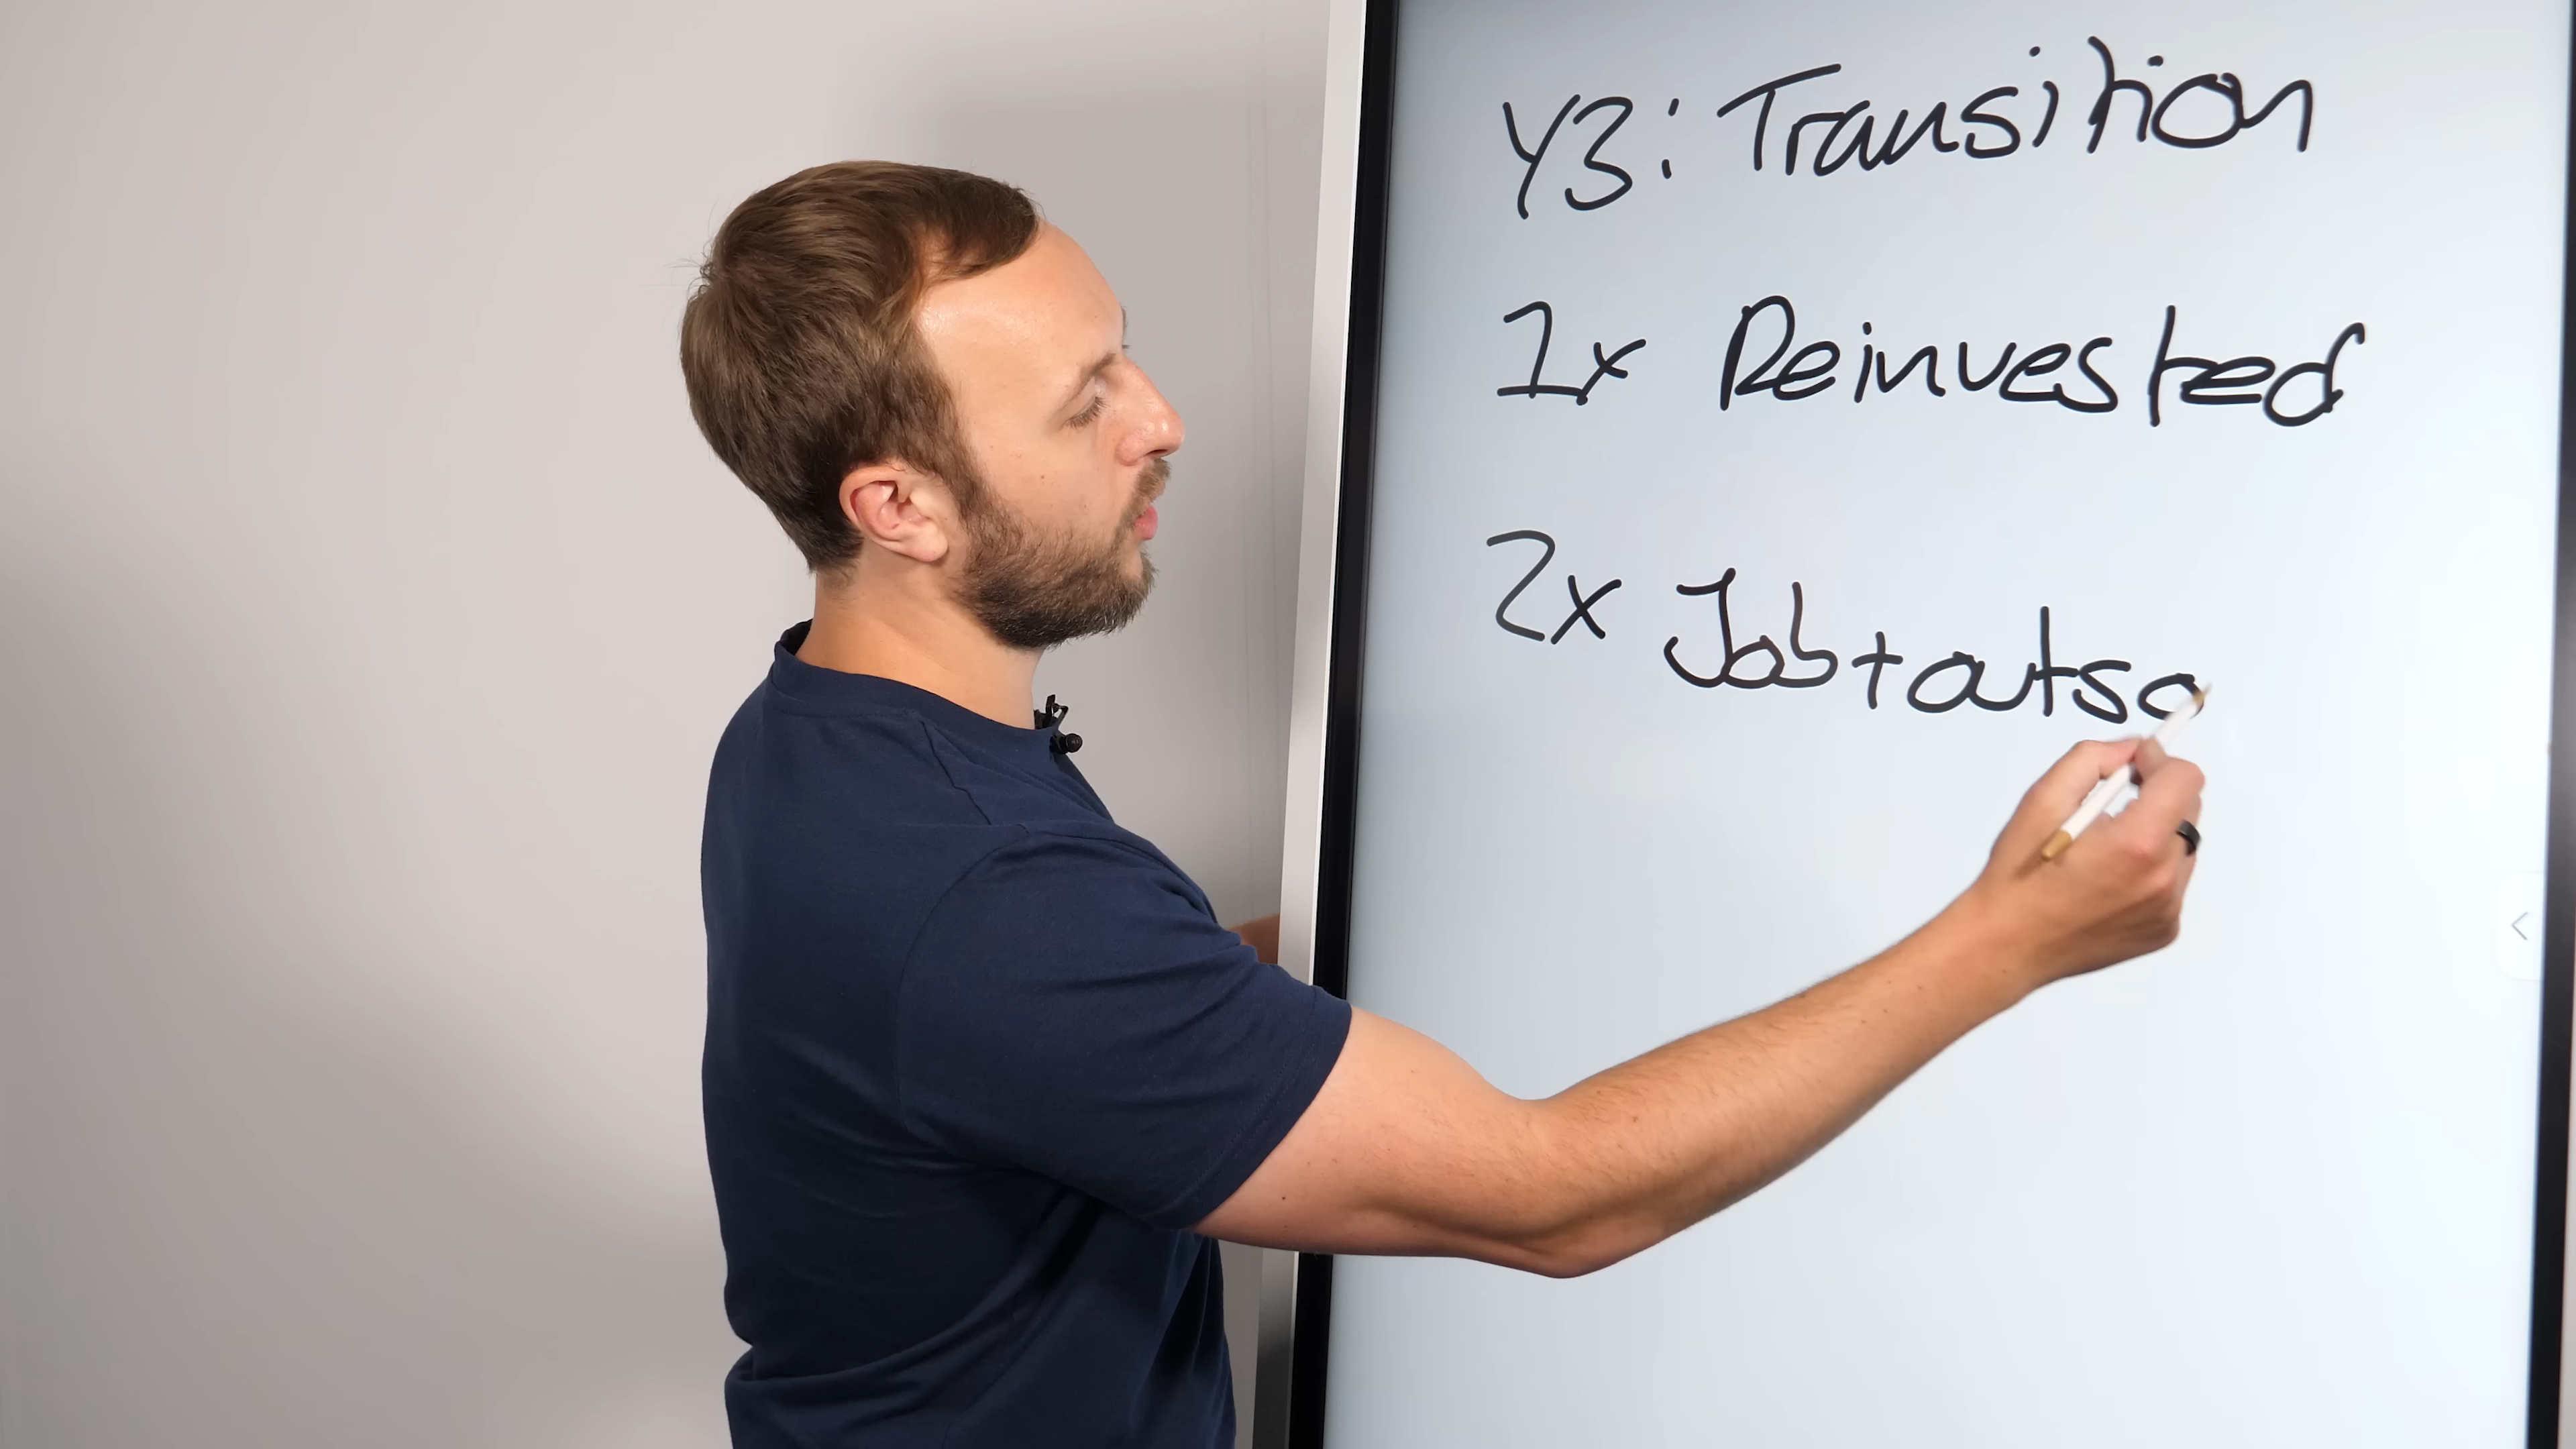 Y3: Transition
1x Reinvested
2x Job + outso